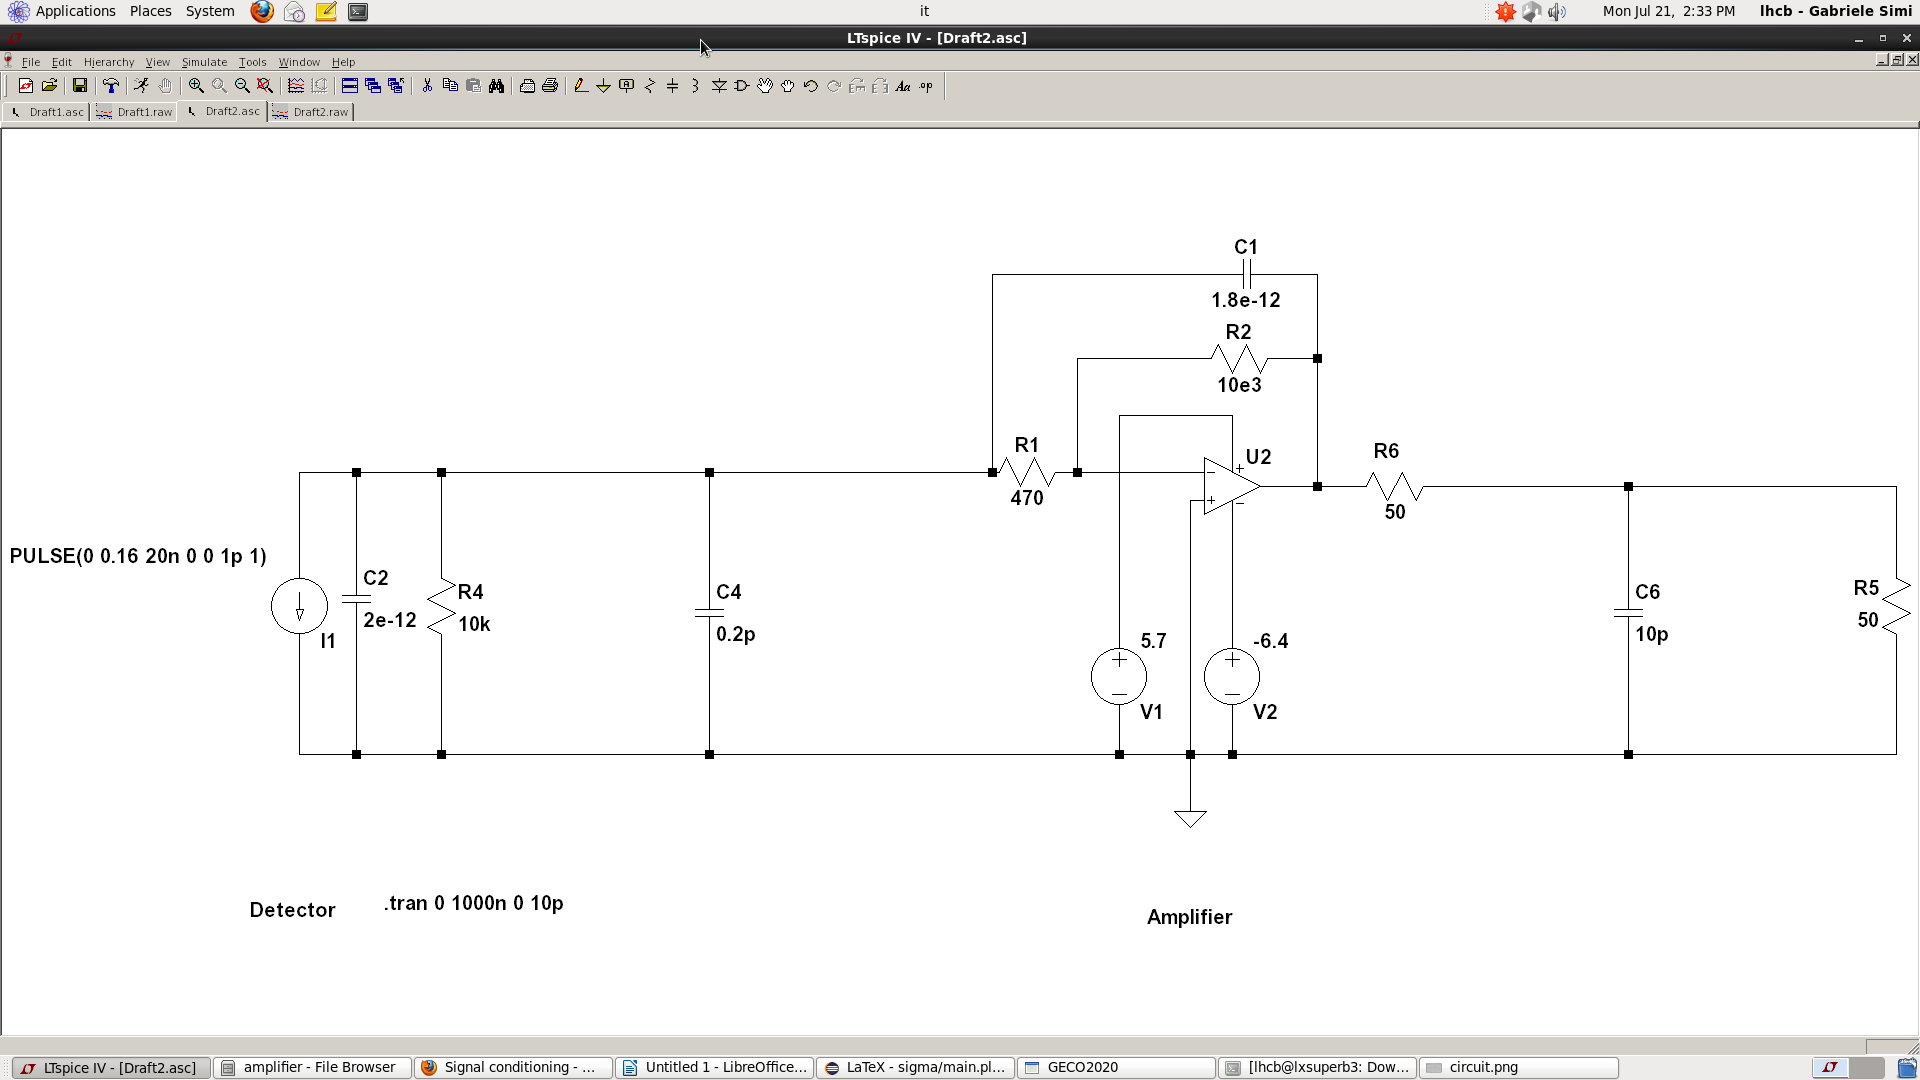 Applications Places System it Mon Jul 21, 2:33 PM lhcb - Gabriele Simi
LTspice IV - [Draft2.asc]
File Edit Hierarchy View Simulate Tools Window Help
Aa .op
Draft1.asc Draft1.raw Draft2.asc Draft2.raw
C1
1.8e-12
R2
10e3
R1
470
U2
R6
50
PULSE(0 0.16 20n 0 0 1p 1)
I1
C2
2e-12
R4
10k
C4
0.2p
5.7
V1
-6.4
V2
C6
10p
R5
50
Detector
.tran 0 1000n 0 10p
Amplifier
LTspice IV - [Draft2.asc] amplifier - File Browser Signal conditioning - ... Untitled 1 - LibreOffice... LaTeX - sigma/main.pl... GECO2020 [lhcb@lxsuperb3: Dow... circuit.png